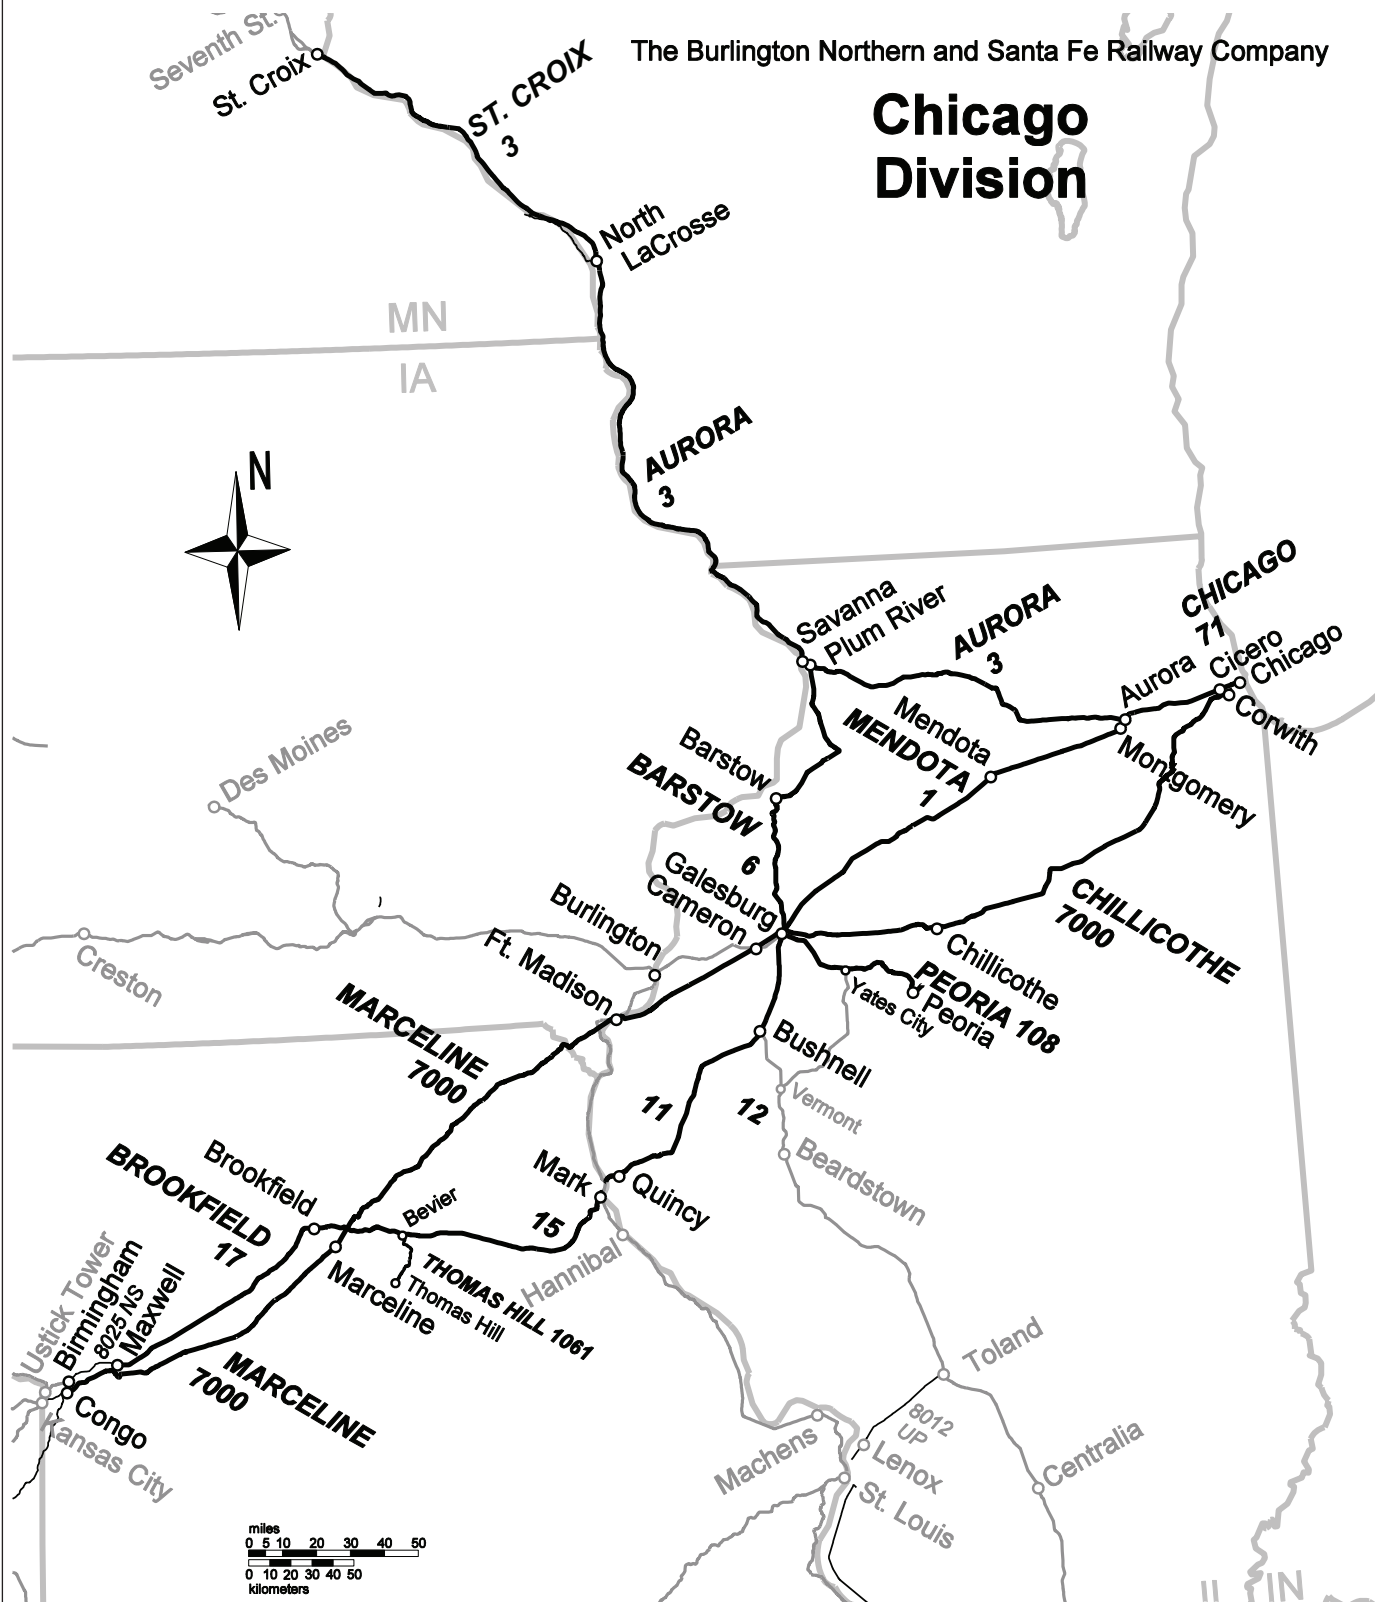 The Burlington Northern and Santa Fe Railway Company
Chicago
Division
Seventh St.
St. Croix
ST. CROIX
3
North
LaCrosse
MN
IA
AURORA
3
N
Savanna
Plum River
AURORA
3
CHICAGO
71
Cicero
Chicago
Aurora
Corwith
Mendota
MENDOTA
1
Montgomery
Barstow
BARSTOW
6
Des Moines
Galesburg
Cameron
Burlington
Ft. Madison
CHILLICOTHE
7000
Chillicothe
PEORIA 108
Peoria
Yates City
Creston
MARCELINE
7000
Bushnell
11
12
Vermont
Beardstown
Mark
Quincy
15
Brookfield
BROOKFIELD
17
Bevier
Hannibal
THOMAS HILL 1061
Thomas Hill
Marceline
Ustick Tower
Birmingham
8025 NS
Maxwell
MARCELINE
7000
Congo
Kansas City
Toland
8012
UP
Lenox
Machens
Centralia
St. Louis
miles
0 5 10 20 30 40 50
0 10 20 30 40 50
kilometers
IL IN